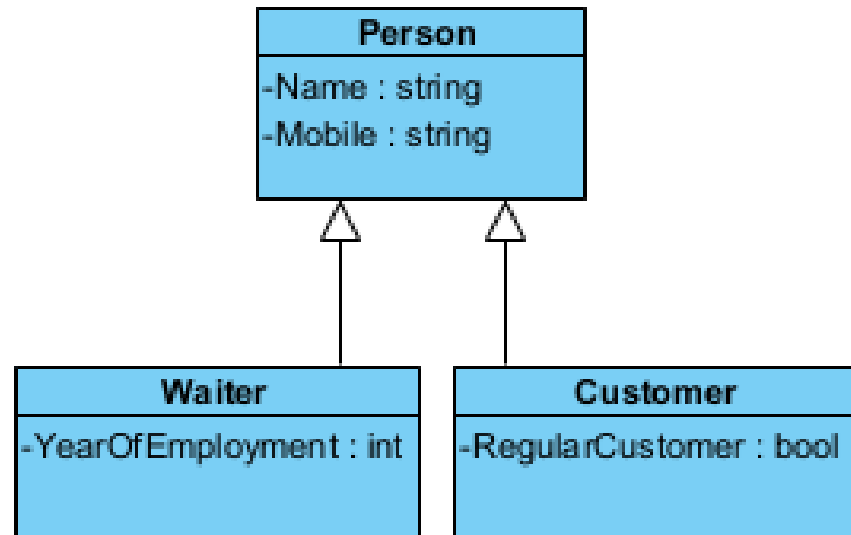 Person
-Name : string
-Mobile : string
Waiter
-YearOfEmployment : int
Customer
-RegularCustomer : bool